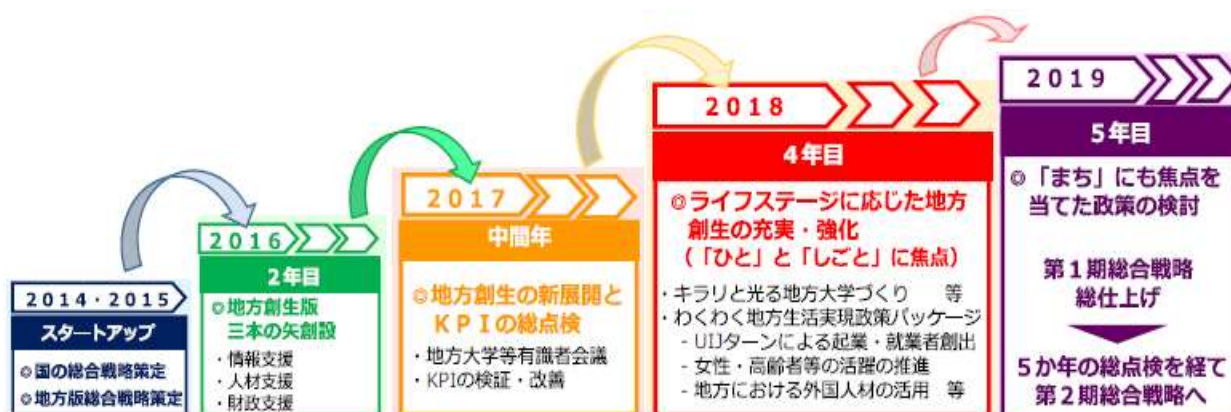 2014・2015
スタートアップ
◎国の総合戦略策定
◎地方版総合戦略策定
2016
2年目
◎地方創生版
三本の矢創設
・情報支援
・人材支援
・財政支援
2017
中間年
◎地方創生の新展開と
KPIの総点検
・地方大学等有識者会議
・KPIの検証・改善
2018
4年目
◎ライフステージに応じた地方
創生の充実・強化
(「ひと」と「しごと」に焦点)
・キラリと光る地方大学づくり 等
・わくわく地方生活実現政策パッケージ
- UIJターンによる起業・就業者創出
- 女性・高齢者等の活躍の推進
- 地方における外国人材の活用 等
2019
5年目
◎「まち」にも焦点を
当てた政策の検討
第1期総合戦略
総仕上げ
5か年の総点検を経て
第2期総合戦略へ